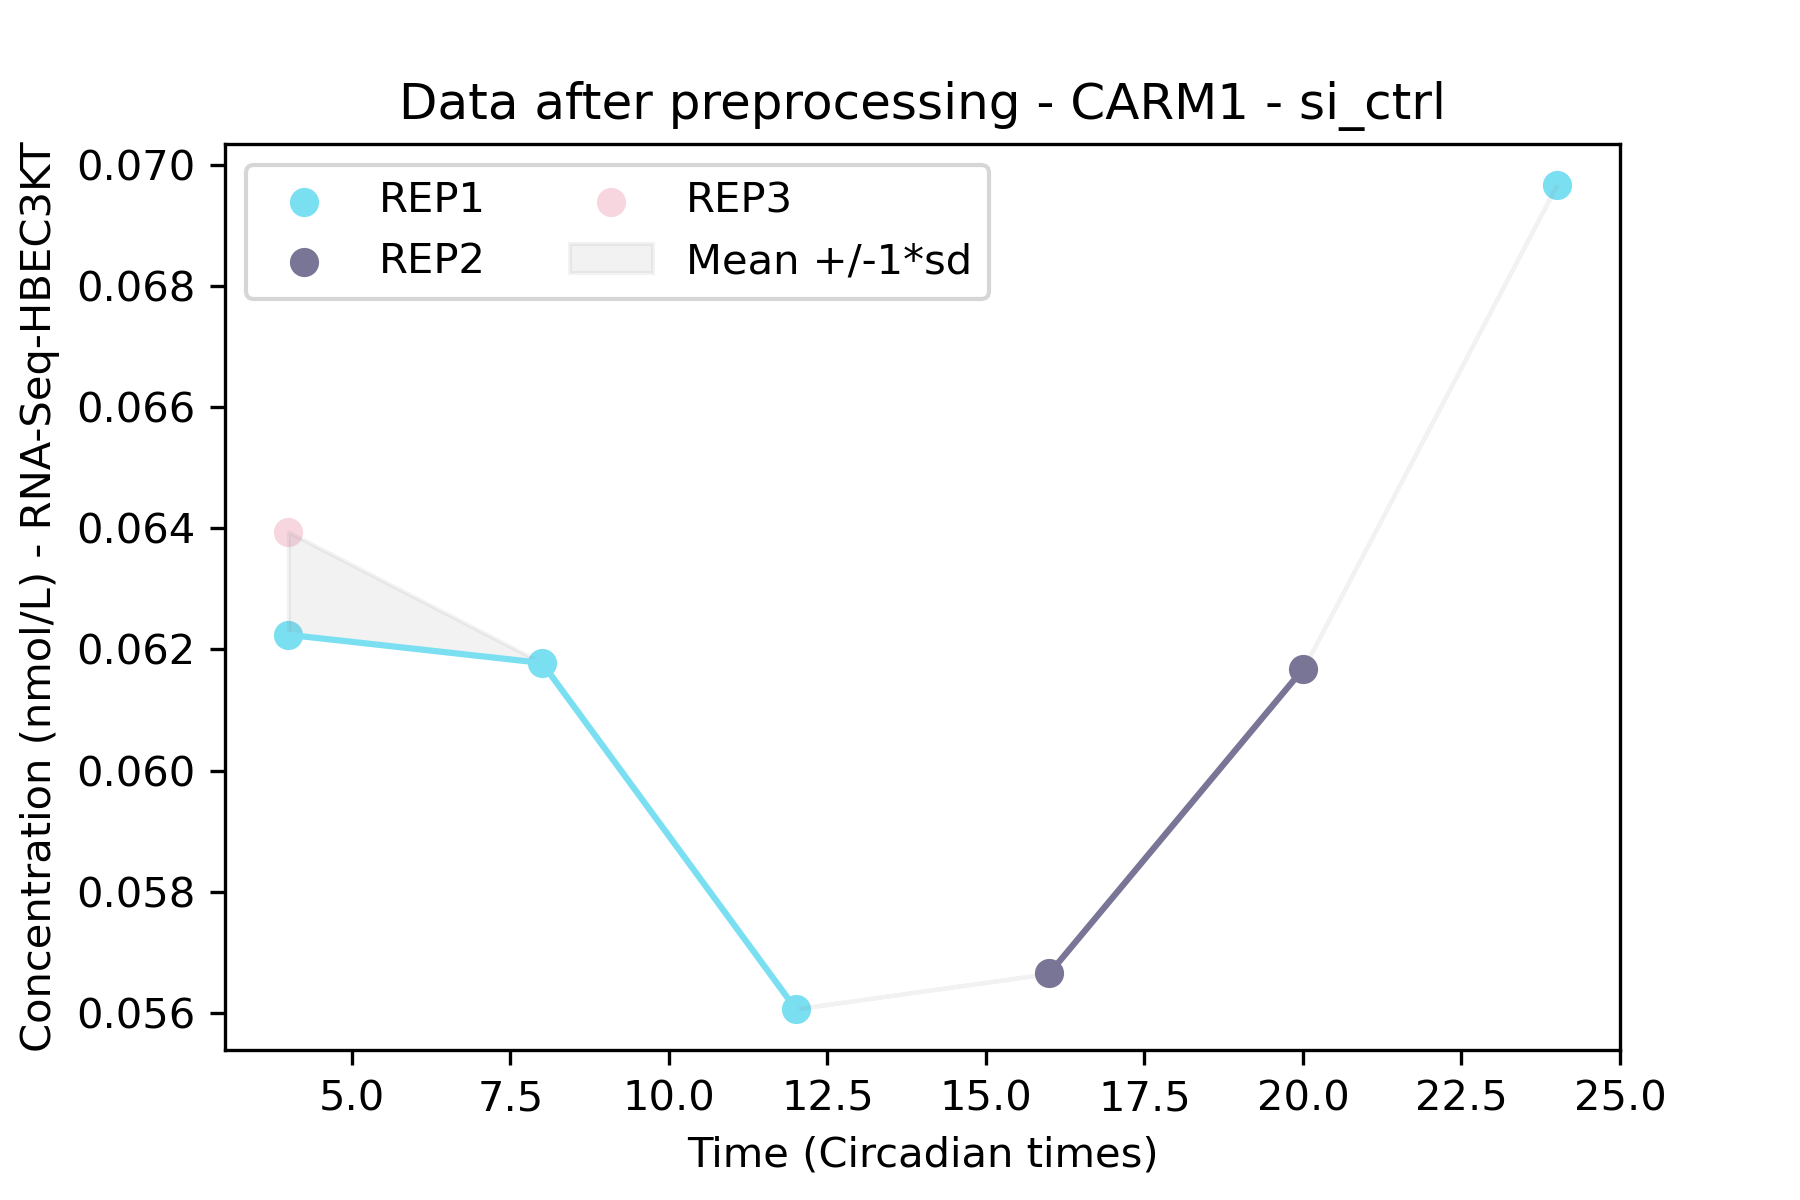 Data after preprocessing - CARM1 - si_ctrl
Concentration (nmol/L) - RNA-Seq-HBEC3KT
0.070
0.068
0.066
0.064
0.062
0.060
0.058
0.056
REP1
REP2
REP3
Mean +/-1*sd
5.0 7.5 10.0 12.5 15.0 17.5 20.0 22.5 25.0
Time (Circadian times)